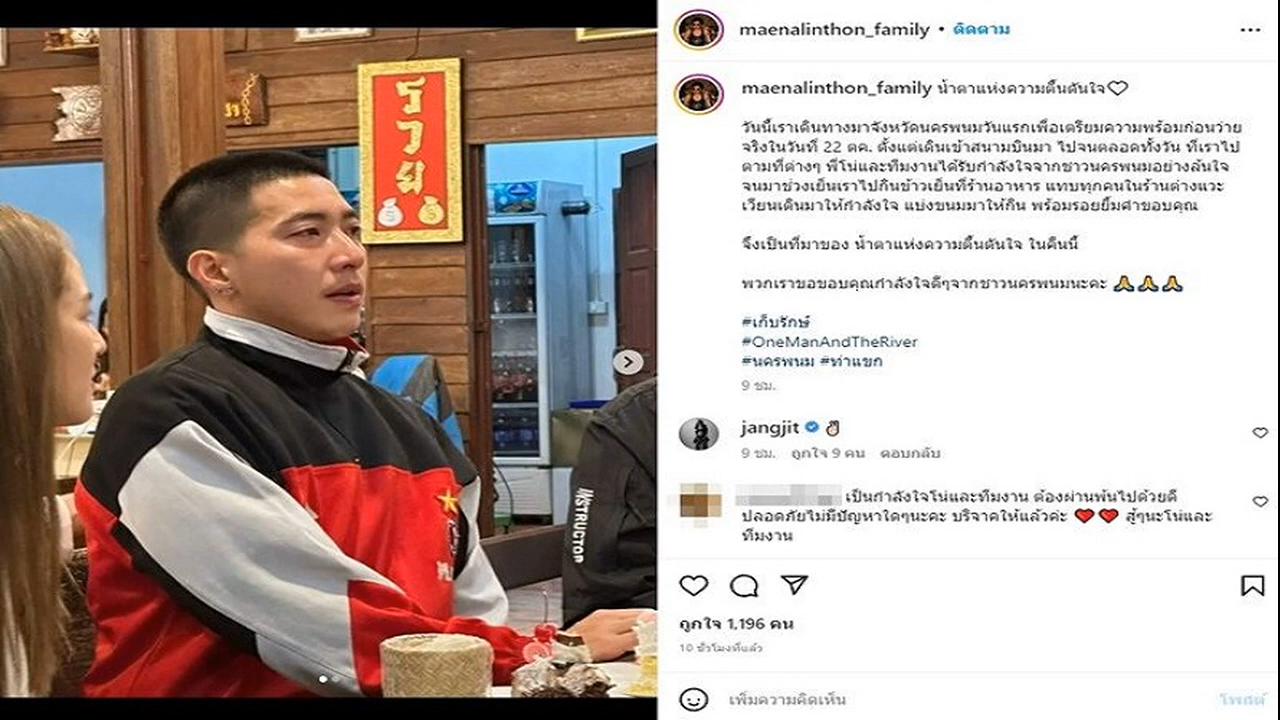 รวย
INSTRUCTOR
maenalinthon_family • ติดตาม
maenalinthon_family น้ำตาแห่งความตื้นตันใจ♡
วันนี้เราเดินทางมาจังหวัดนครพนมวันแรกเพื่อเตรียมความพร้อมก่อนว่าย
จริงในวันที่ 22 ตค. ตั้งแต่เดินเข้าสนามบินมา ไปจนตลอดทั้งวัน ที่เราไป
ตามที่ต่างๆ พี่โน่และทีมงานได้รับกำลังใจจากชาวนครพนมอย่างล้นใจ
จนมาช่วงเย็นเราไปกินข้าวเย็นที่ร้านอาหาร แทบทุกคนในร้านต่างแวะ
เวียนเดินมาให้กำลังใจ แบ่งขนมมาให้กิน พร้อมรอยยิ้มคำขอบคุณ
จึงเป็นที่มาของ น้ำตาแห่งความตื้นตันใจ ในคืนนี้
พวกเราขอขอบคุณกำลังใจดีๆจากชาวนครพนมนะคะ 🙏🙏🙏
#เก็บรักษ์
#OneManAndTheRiver
#นครพนม #ท่าแขก
9 ชม.
jangjit
9 ชม. ถูกใจ 9 คน ตอบกลับ
เป็นกำลังใจโน่และทีมงาน ต้องผ่านพ้นไปด้วยดี
ปลอดภัยไม่มีปัญหาใดๆนะคะ บริจาคให้แล้วค่ะ ❤️❤️ สู้ๆนะโน่และ
ทีมงาน
ถูกใจ 1,196 คน
10 ชั่วโมงที่แล้ว
เพิ่มความคิดเห็น
โพสต์